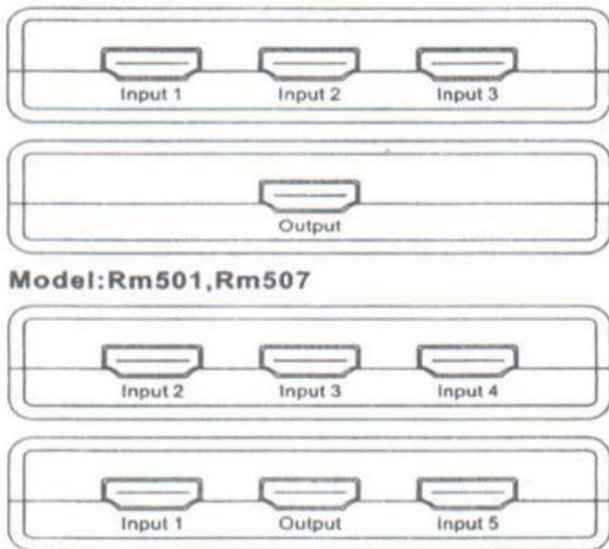 Input 1 Input 2 Input 3
Output
Model:Rm501,Rm507
Input 2 Input 3 Input 4
Input 1 Output Input 5